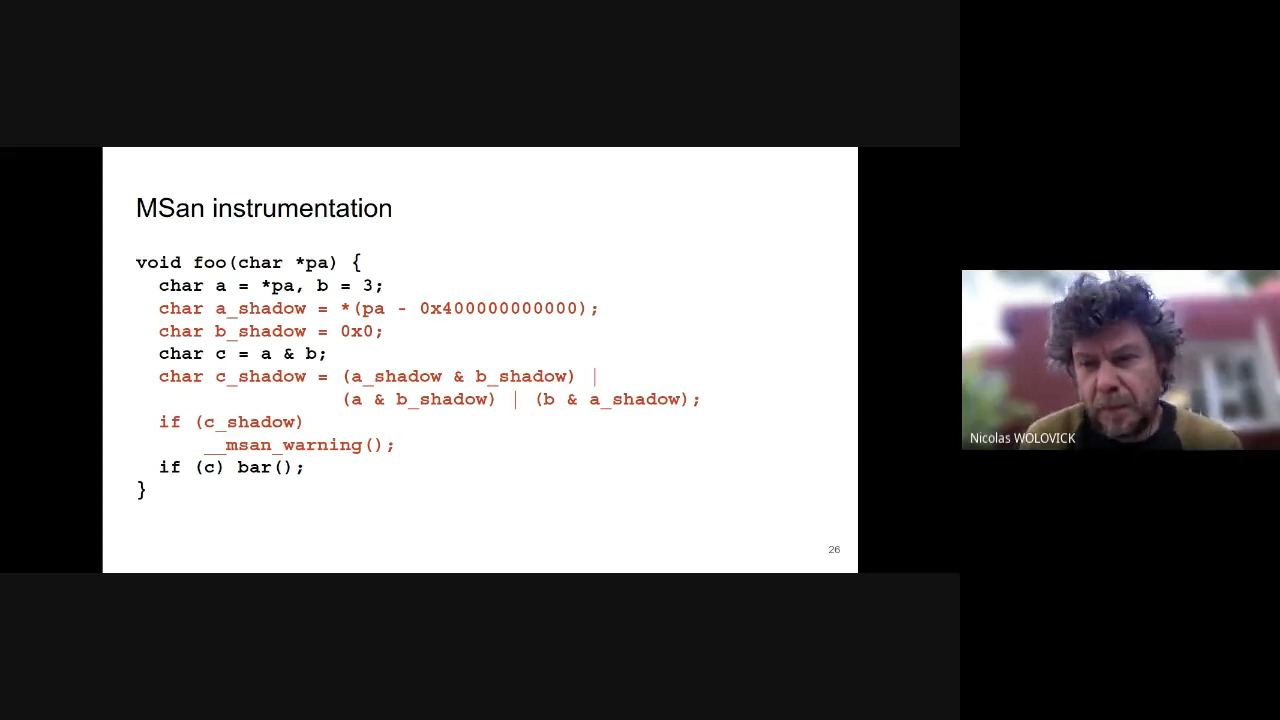 MSan instrumentation
void foo(char *pa) {
char a = *pa, b = 3;
char a_shadow = *(pa - 0x400000000000);
char b_shadow = 0x0;
char c = a & b;
char c_shadow = (a_shadow & b_shadow) |
(a & b_shadow) | (b & a_shadow);
if (c_shadow)
__msan_warning();
if (c) bar();
}
26
Nicolas WOLOVICK